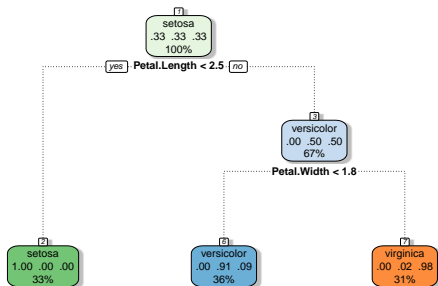 1
setosa
.33 .33 .33
100%
yes Petal.Length < 2.5 no
3
versicolor
.00 .50 .50
67%
Petal.Width < 1.8
2
setosa
1.00 .00 .00
33%
6
versicolor
.00 .91 .09
36%
7
virginica
.00 .02 .98
31%